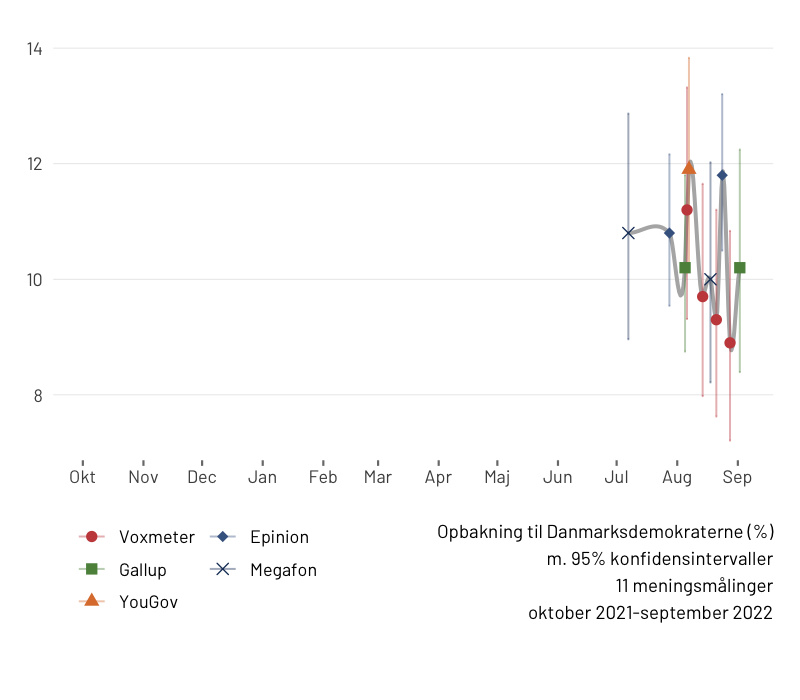 14
12
10
8
Okt Nov Dec Jan Feb Mar Apr Maj Jun Jul Aug Sep
Voxmeter Epinion
Gallup Megafon
YouGov
Opbakning til Danmarksdemokraterne (%)
m. 95% konfidensintervaller
11 meningsmålinger
oktober 2021-september 2022